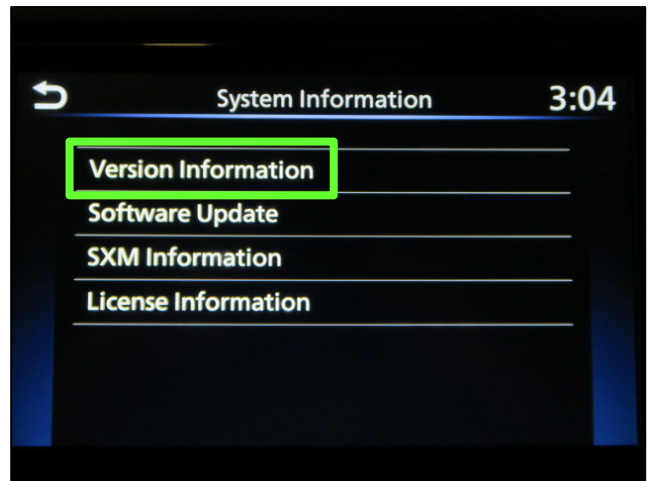 System Information 3:04
Version Information
Software Update
SXM Information
License Information